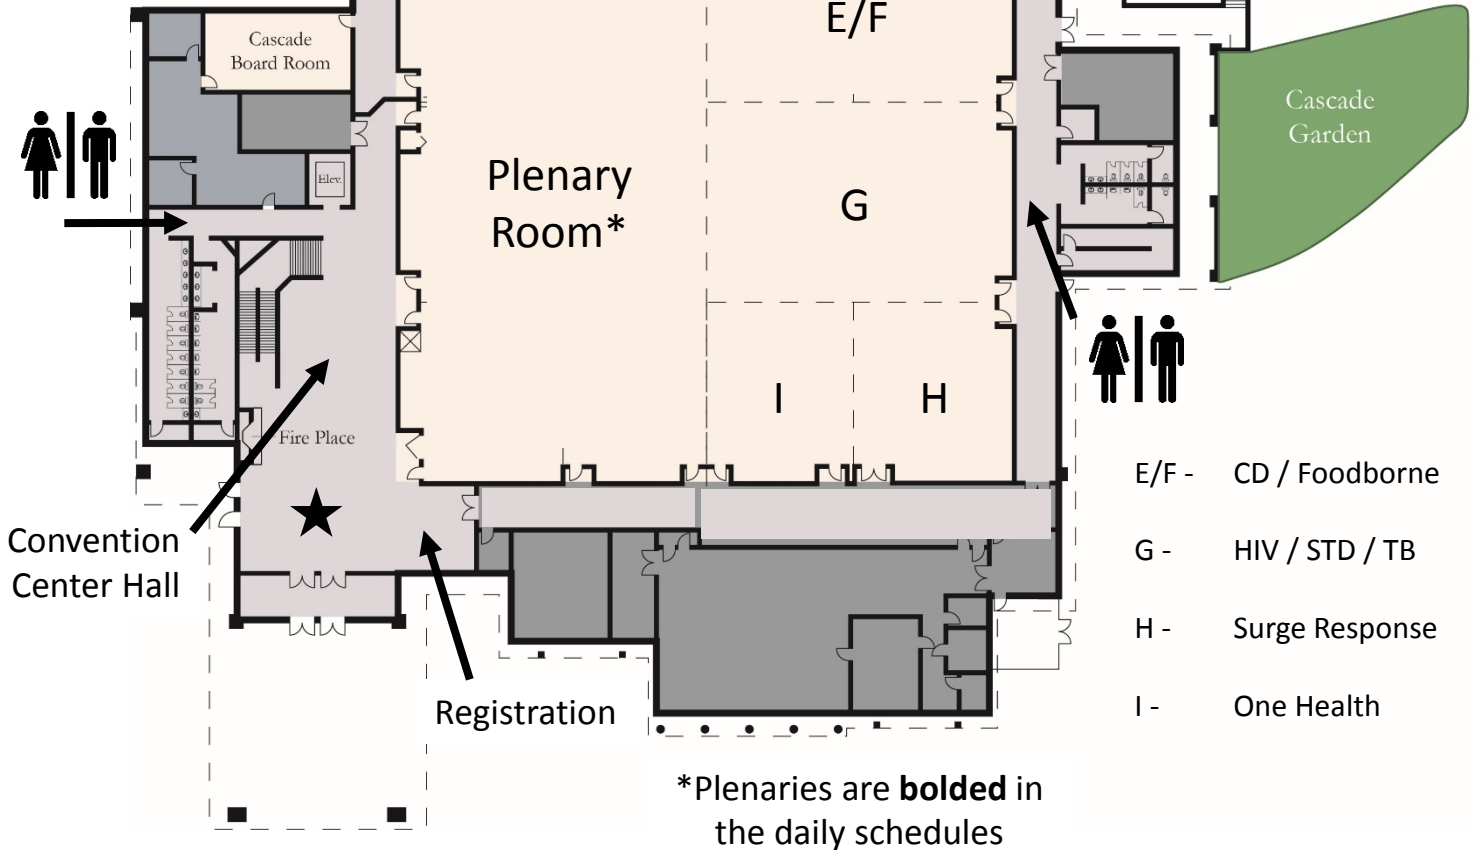 E/F
Cascade
Board Room
Cascade
Garden
Elev.
Plenary
Room*
G
I
H
Fire Place
Convention
Center Hall
Registration
E/F - CD / Foodborne
G - HIV / STD / TB
H - Surge Response
I - One Health
*Plenaries are bolded in
the daily schedules